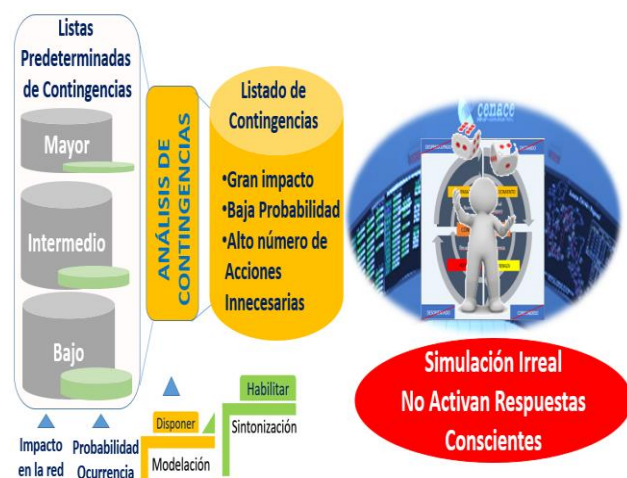 Listas
Predeterminadas
de Contingencias
Mayor
Intermedio
Bajo
Impacto
en la red
Probabilidad
Ocurrencia
ANÁLISIS DE
CONTINGENCIAS
Listado de
Contingencias
•Gran impacto
•Baja Probabilidad
•Alto número de
Acciones
Innecesarias
Disponer
Modelación
Habilitar
Sintonización
cenace
Simulación Irreal
No Activan Respuestas
Conscientes